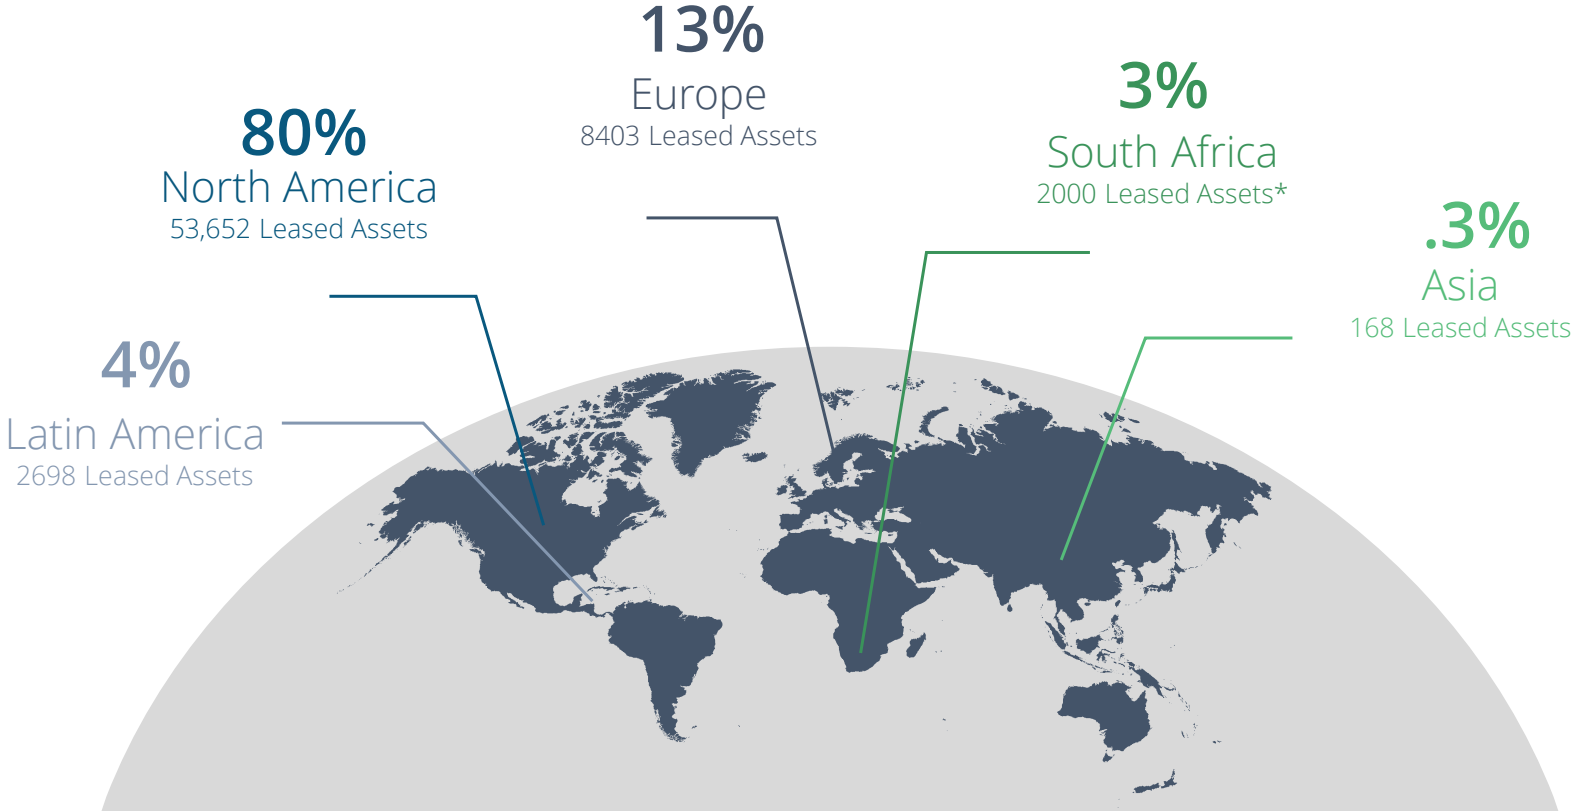 13%
Europe
8403 Leased Assets
3%
South Africa
2000 Leased Assets*
80%
North America
53,652 Leased Assets
.3%
Asia
168 Leased Assets
4%
Latin America
2698 Leased Assets